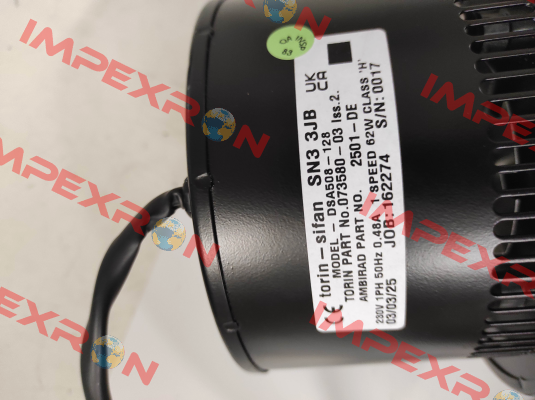 CE torin-sifan SN3 3JB UK CA
MODEL - DSA508-128
TORIN PART No.073580-03 Iss.2.
AMBIRAD PART NO. 2501-DE
230V 1PH 50Hz 0.48A 1 SPEED 62W CLASS 'H'
JOB:162274 S/N:0017
03/03/25
IMPEXRON
IMPEXRON
IMPEXRON
IMPEXRON
IMPEXRON
IMPEXRON